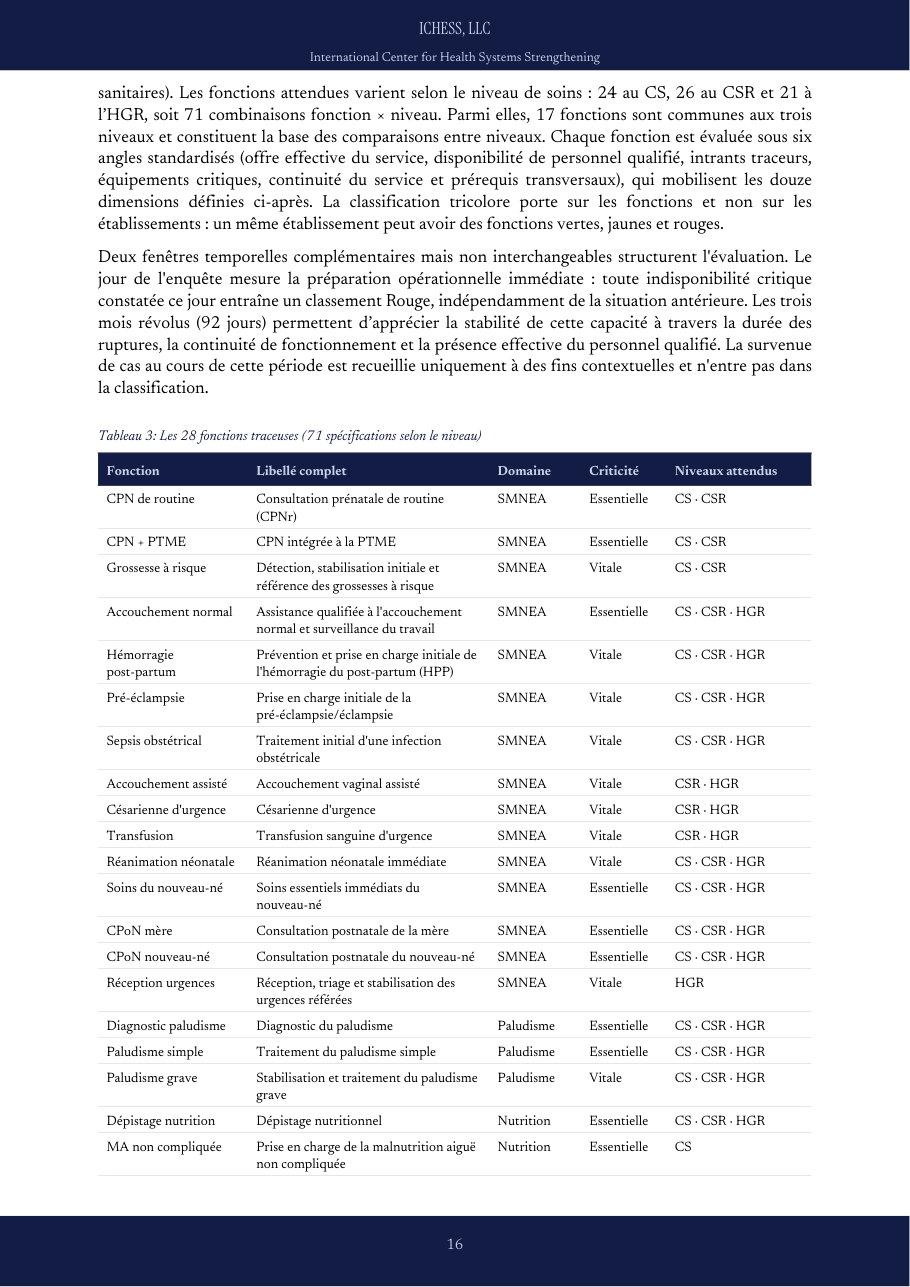 ICHESS, LLC
International Center for Health Systems Strengthening
sanitaires). Les fonctions attendues varient selon le niveau de soins : 24 au CS, 26 au CSR et 21 à
l’HGR, soit 71 combinaisons fonction × niveau. Parmi elles, 17 fonctions sont communes aux trois
niveaux et constituent la base des comparaisons entre niveaux. Chaque fonction est évaluée sous six
angles standardisés (offre effective du service, disponibilité de personnel qualifié, intrants traceurs,
équipements critiques, continuité du service et prérequis transversaux), qui mobilisent les douze
dimensions définies ci-après. La classification tricolore porte sur les fonctions et non sur les
établissements : un même établissement peut avoir des fonctions vertes, jaunes et rouges.
Deux fenêtres temporelles complémentaires mais non interchangeables structurent l'évaluation. Le
jour de l'enquête mesure la préparation opérationnelle immédiate : toute indisponibilité critique
constatée ce jour entraîne un classement Rouge, indépendamment de la situation antérieure. Les trois
mois révolus (92 jours) permettent d’apprécier la stabilité de cette capacité à travers la durée des
ruptures, la continuité de fonctionnement et la présence effective du personnel qualifié. La survenue
de cas au cours de cette période est recueillie uniquement à des fins contextuelles et n'entre pas dans
la classification.
Tableau 3: Les 28 fonctions traceuses (71 spécifications selon le niveau)
Fonction Libellé complet Domaine Criticité Niveaux attendus
CPN de routine Consultation prénatale de routine SMNEA Essentielle CS · CSR
(CPNr)
CPN + PTME CPN intégrée à la PTME SMNEA Essentielle CS · CSR
Grossesse à risque Détection, stabilisation initiale et SMNEA Vitale CS · CSR
référence des grossesses à risque
Accouchement normal Assistance qualifiée à l'accouchement SMNEA Essentielle CS · CSR · HGR
normal et surveillance du travail
Hémorragie Prévention et prise en charge initiale de SMNEA Vitale CS · CSR · HGR
post-partum l'hémorragie du post-partum (HPP)
Pré-éclampsie Prise en charge initiale de la SMNEA Vitale CS · CSR · HGR
pré-éclampsie/éclampsie
Sepsis obstétrical Traitement initial d'une infection SMNEA Vitale CS · CSR · HGR
obstétricale
Accouchement assisté Accouchement vaginal assisté SMNEA Vitale CSR · HGR
Césarienne d'urgence Césarienne d'urgence SMNEA Vitale CSR · HGR
Transfusion Transfusion sanguine d'urgence SMNEA Vitale CSR · HGR
Réanimation néonatale Réanimation néonatale immédiate SMNEA Vitale CS · CSR · HGR
Soins du nouveau-né Soins essentiels immédiats du SMNEA Essentielle CS · CSR · HGR
nouveau-né
CPoN mère Consultation postnatale de la mère SMNEA Essentielle CS · CSR · HGR
CPoN nouveau-né Consultation postnatale du nouveau-né SMNEA Essentielle CS · CSR · HGR
Réception urgences Réception, triage et stabilisation des SMNEA Vitale HGR
urgences référées
Diagnostic paludisme Diagnostic du paludisme Paludisme Essentielle CS · CSR · HGR
Paludisme simple Traitement du paludisme simple Paludisme Essentielle CS · CSR · HGR
Paludisme grave Stabilisation et traitement du paludisme Paludisme Vitale CS · CSR · HGR
grave
Dépistage nutrition Dépistage nutritionnel Nutrition Essentielle CS · CSR · HGR
MA non compliquée Prise en charge de la malnutrition aiguë Nutrition Essentielle CS
non compliquée
16